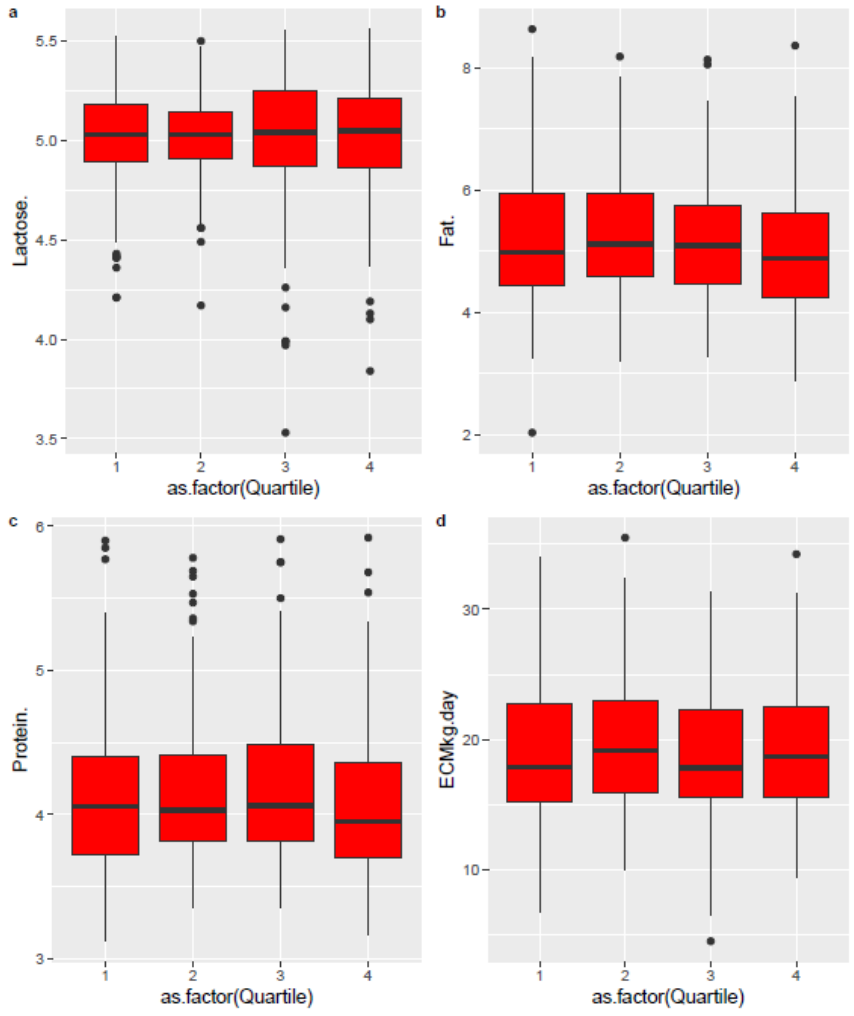 a
Lactose.
5.5
5.0
4.5
4.0
3.5
1 2 3 4
as.factor(Quartile)
b
Fat.
8
6
4
2
1 2 3 4
as.factor(Quartile)
c
Protein.
6
5
4
3
1 2 3 4
as.factor(Quartile)
d
ECMkg.day
30
20
10
1 2 3 4
as.factor(Quartile)